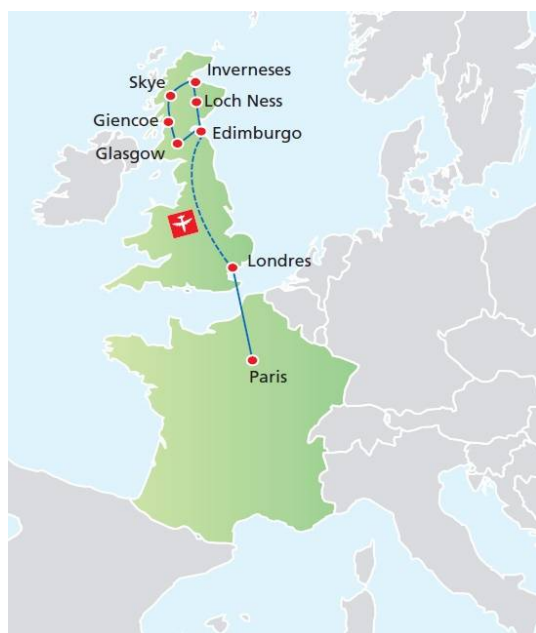 Inverneses
Skye
Loch Ness
Giencoe
Edimburgo
Glasgow
Londres
Paris